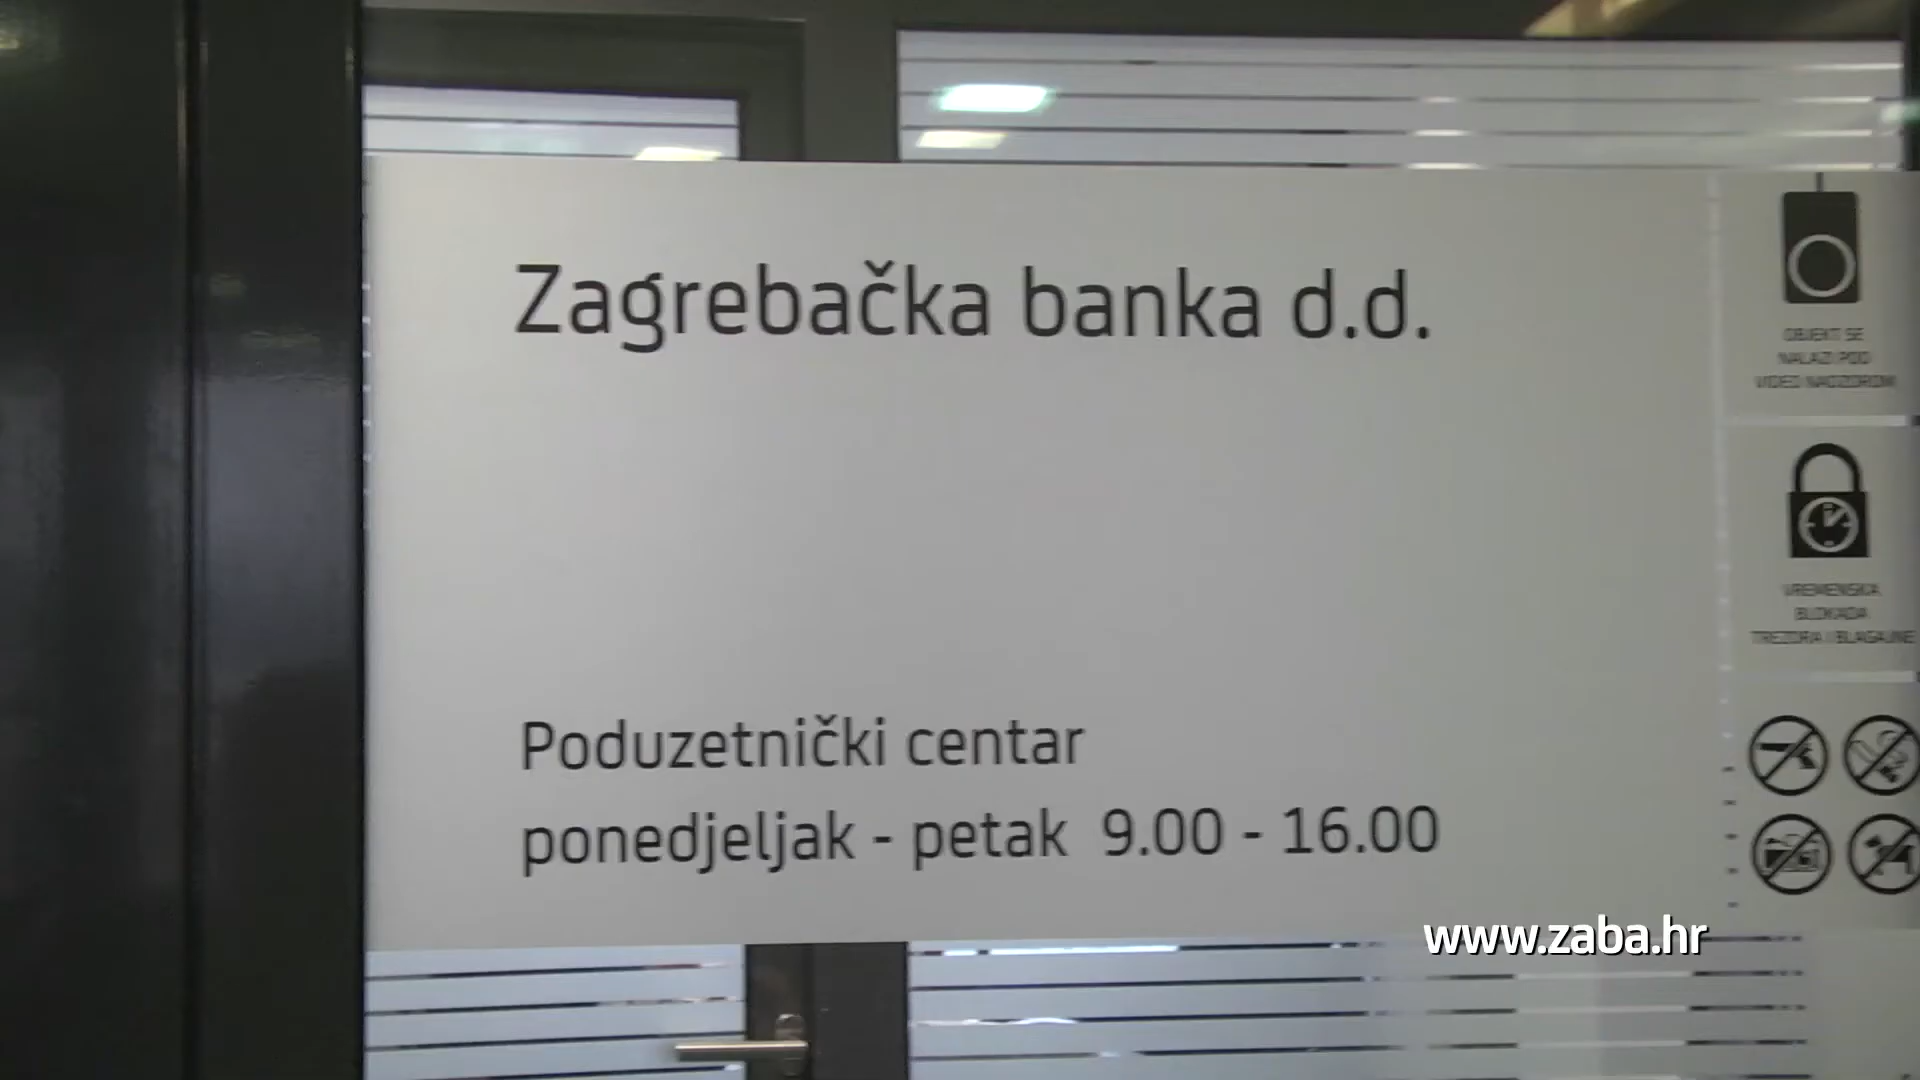 Zagrebačka banka d.d.
Poduzetnički centar
ponedjeljak - petak 9.00 - 16.00
OBJEKT SE
NALAZI POD
VIDEO NADZOROM
VREMENSKA
BLOKADA
TREZORA I BLAGAJNE
www.zaba.hr